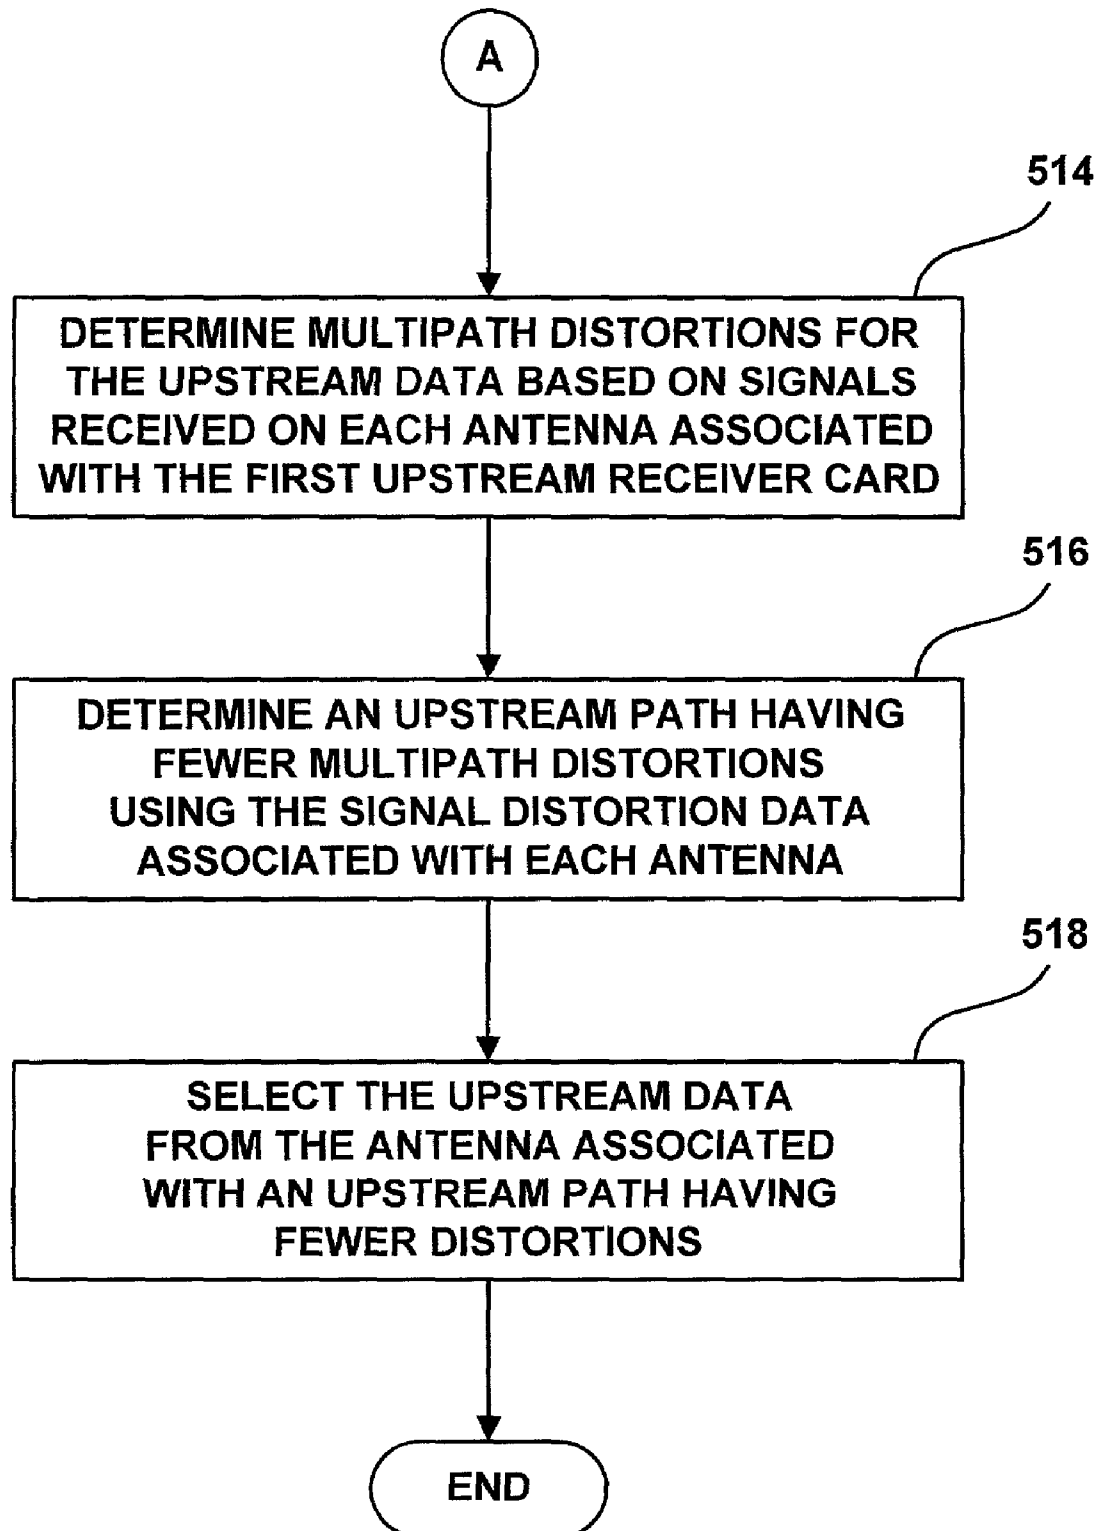 A
514
DETERMINE MULTIPATH DISTORTIONS FOR
THE UPSTREAM DATA BASED ON SIGNALS
RECEIVED ON EACH ANTENNA ASSOCIATED
WITH THE FIRST UPSTREAM RECEIVER CARD
516
DETERMINE AN UPSTREAM PATH HAVING
FEWER MULTIPATH DISTORTIONS
USING THE SIGNAL DISTORTION DATA
ASSOCIATED WITH EACH ANTENNA
518
SELECT THE UPSTREAM DATA
FROM THE ANTENNA ASSOCIATED
WITH AN UPSTREAM PATH HAVING
FEWER DISTORTIONS
END